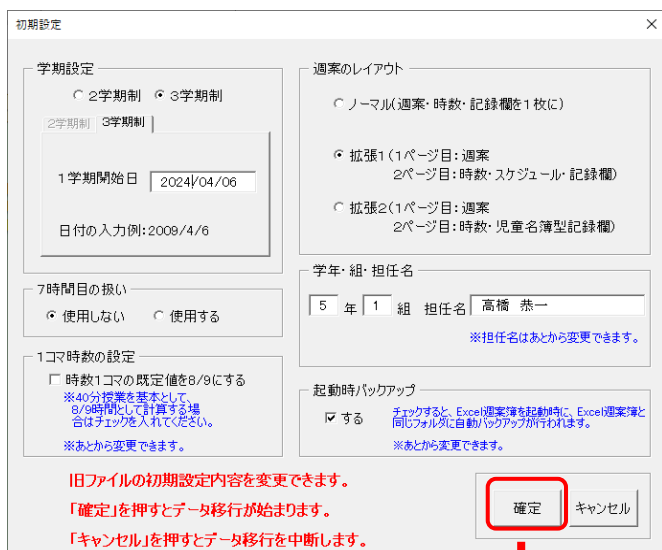 初期設定
学期設定
2学期制 3学期制
2学期制 3学期制
1学期開始日 2024/04/06
日付の入力例:2009/4/6
7時間目の扱い
使用しない 使用する
1コマ時数の設定
時数1コマの既定値を8/9にする
※40分授業を基本として、
8/9時間として計算する場
合はチェックを入れてください。
※あとから変更できます。
週案のレイアウト
ノーマル(週案・時数・記録欄を1枚に)
拡張1(1ページ目:週案
2ページ目:時数・スケジュール・記録欄)
拡張2(1ページ目:週案
2ページ目:時数・児童名簿型記録欄)
学年・組・担任名
5 年 1 組 担任名 高橋 恭一
※担任名はあとから変更できます。
起動時バックアップ
する
チェックすると、Excel週案簿を起動時に、Excel週案簿と
同じフォルダに自動バックアップが行われます。
※あとから変更できます。
旧ファイルの初期設定内容を変更できます。
「確定」を押すとデータ移行が始まります。
「キャンセル」を押すとデータ移行を中断します。
確定 キャンセル